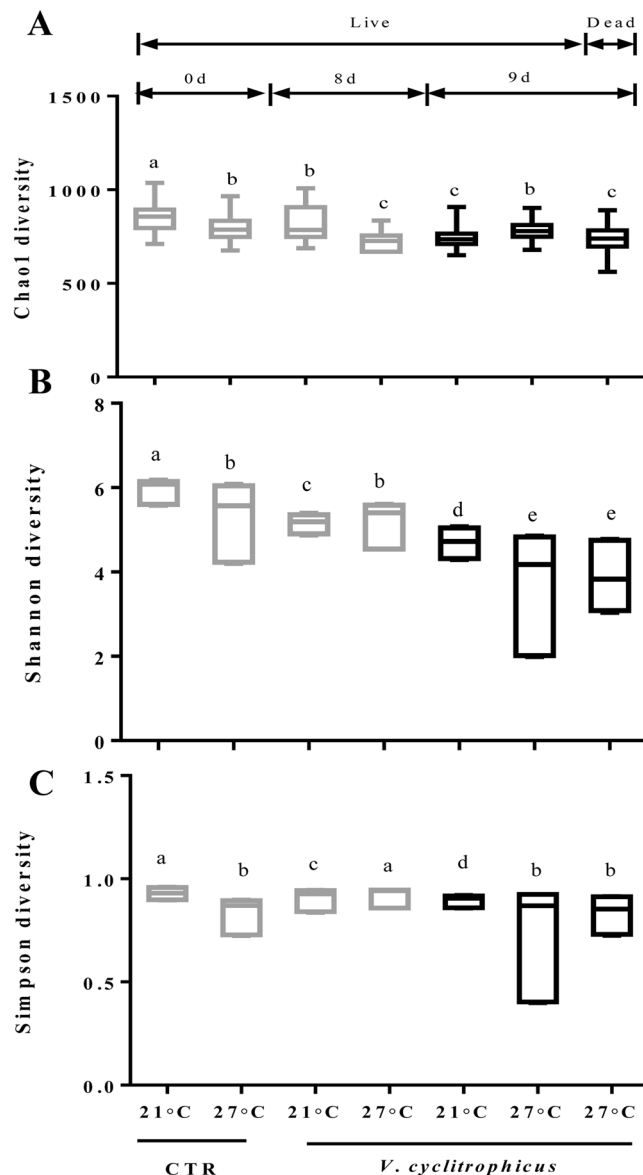 A
Live Dead
0d 8d 9d
1500
a
b
b
c
c
b
c
1000
500
0
Chao1 diversity
B
8
a
b
c
b
d
e
e
6
4
2
0
Shannon diversity
C
1.5
a
b
c
a
d
b
b
1.0
0.5
0.0
Simpson diversity
21°C 27°C 21°C 27°C 21°C 27°C 27°C
CTR V. cyclitrophicus